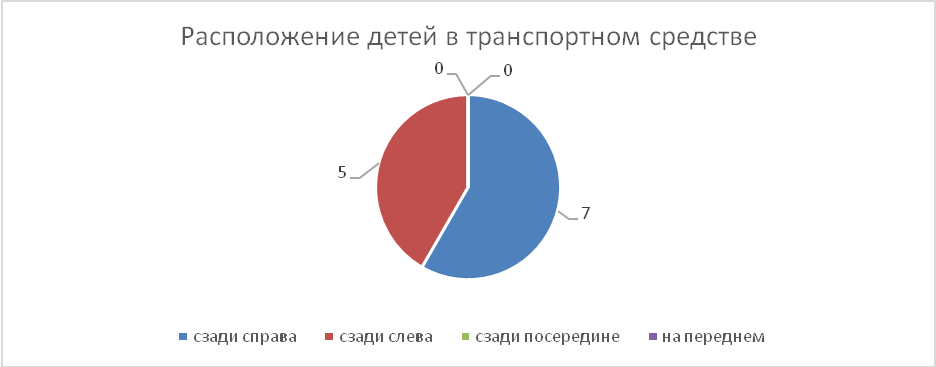 Расположение детей в транспортном средстве
0 0
5
7
сзади справа сзади слева сзади посередине на переднем